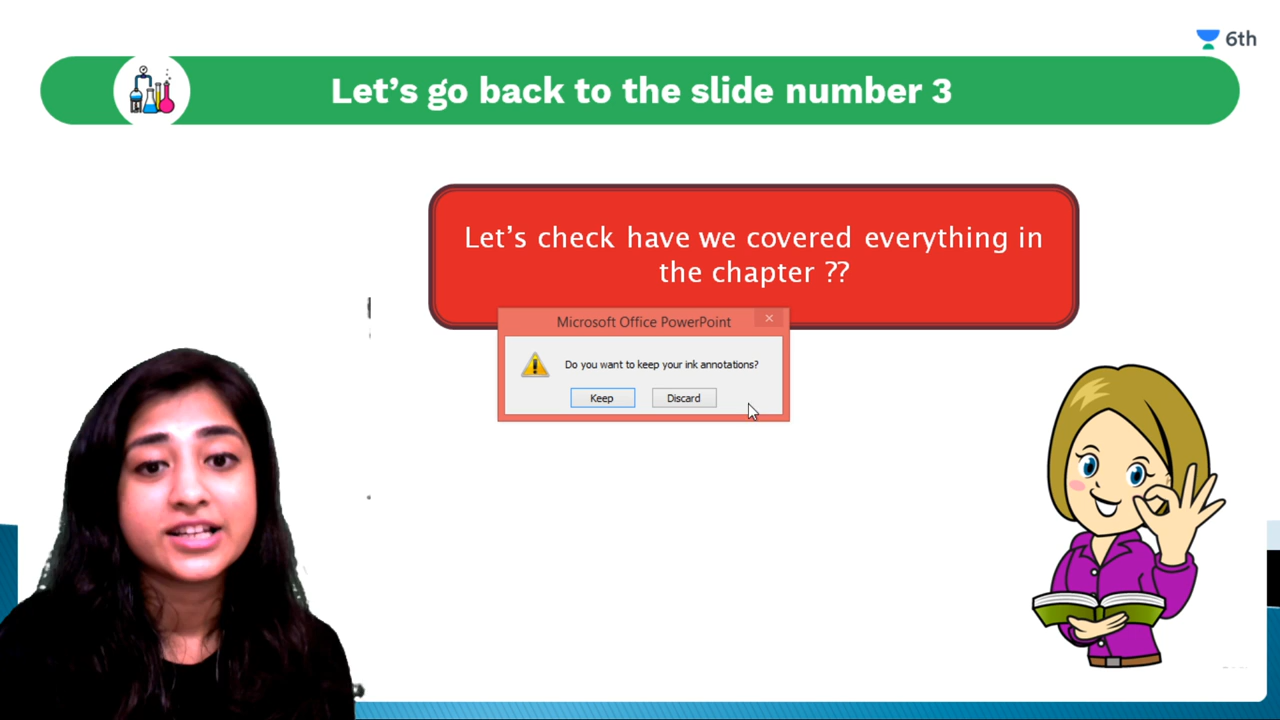 6th
Let's go back to the slide number 3
Let's check have we covered everything in
the chapter ??
Microsoft Office PowerPoint
Do you want to keep your ink annotations?
Keep
Discard